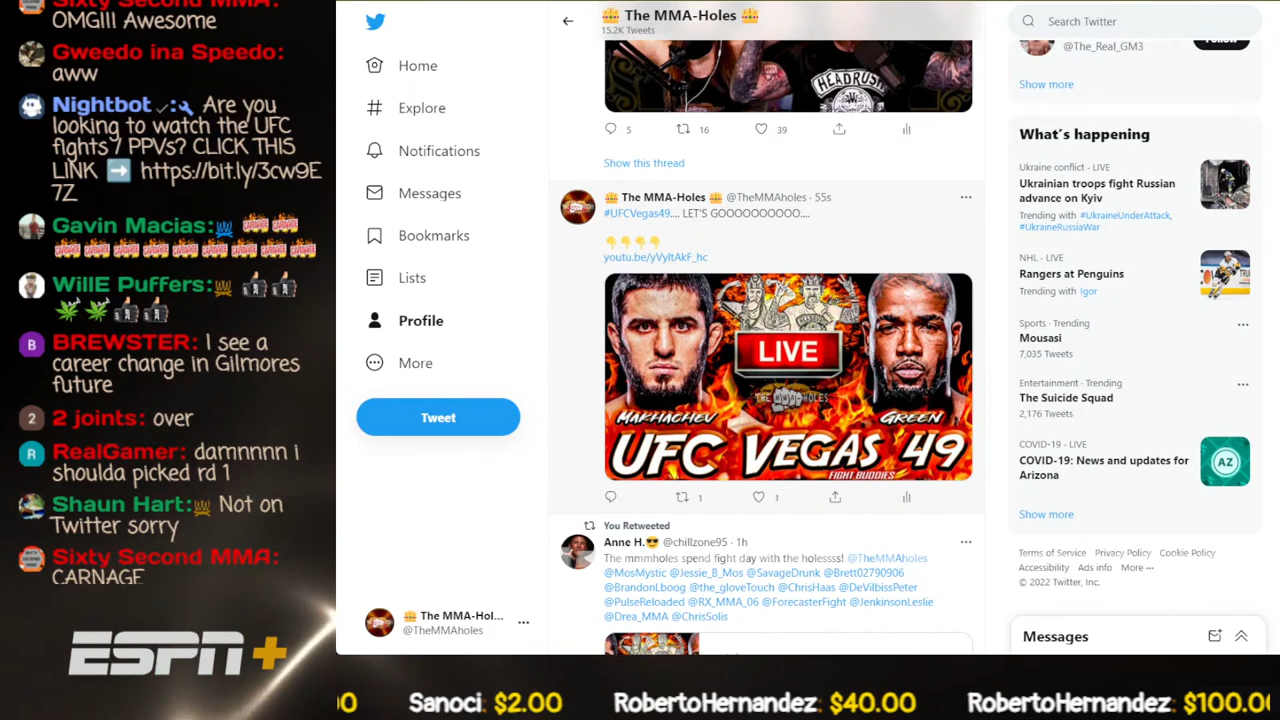 Sixty Second MMA:
OMG!!! Awesome
Gweedo ina Speedo:
aww
Nightbot ✓:🔧 Are you
looking to watch the UFC
fights / PPVs? CLICK THIS
LINK ➡️ https://bit.ly/3cw9E
7Z
Gavin Macias:
WillE Puffers:
B
BREWSTER: I see a
career change in Gilmores
future
2
2 joints: over
R
RealGamer: damnnnn i
shoulda picked rd 1
Shaun Hart: Not on
Twitter sorry
Sixty Second MMA:
CARNAGE
ESPN+
Home
Explore
Notifications
Messages
Bookmarks
Lists
Profile
More
Tweet
👑 The MMA-Hol...
@TheMMAholes
👑 The MMA-Holes 👑
15.2K Tweets
HEADRUSH
5 16 39
Show this thread
👑 The MMA-Holes 👑 @TheMMAholes · 55s
#UFCVegas49.... LET'S GOOOOOOOOOO....
👇👇👇👇
youtu.be/yVyItAkF_hc
LIVE
THE MMA HOLES
MAKHACHEV GREEN
UFC VEGAS 49
FIGHT BUDDIES
1 1
You Retweeted
Anne H.😎 @chillzone95 · 1h
The mmmholes spend fight day with the holessss! @TheMMAholes
@MosMystic @Jessie_B_Mos @SavageDrunk @Brett02790906
@BrandonLboog @the_gloveTouch @ChrisHaas @DeVilbissPeter
@PulseReloaded @RX_MMA_06 @ForecasterFight @JenkinsonLeslie
@Drea_MMA @ChrisSolis
Search Twitter
@The_Real_GM3
Follow
Show more
What's happening
Ukraine conflict · LIVE
Ukrainian troops fight Russian
advance on Kyiv
Trending with #UkraineUnderAttack,
#UkraineRussiaWar
NHL · LIVE
Rangers at Penguins
Trending with Igor
Sports · Trending
Mousasi
7,035 Tweets
Entertainment · Trending
The Suicide Squad
2,176 Tweets
COVID-19 · LIVE
COVID-19: News and updates for
Arizona
AZ
Show more
Terms of Service Privacy Policy Cookie Policy
Accessibility Ads info More ···
© 2022 Twitter, Inc.
Messages
00 Sanoci: $2.00 RobertoHernandez: $40.00 RobertoHernandez: $100.00